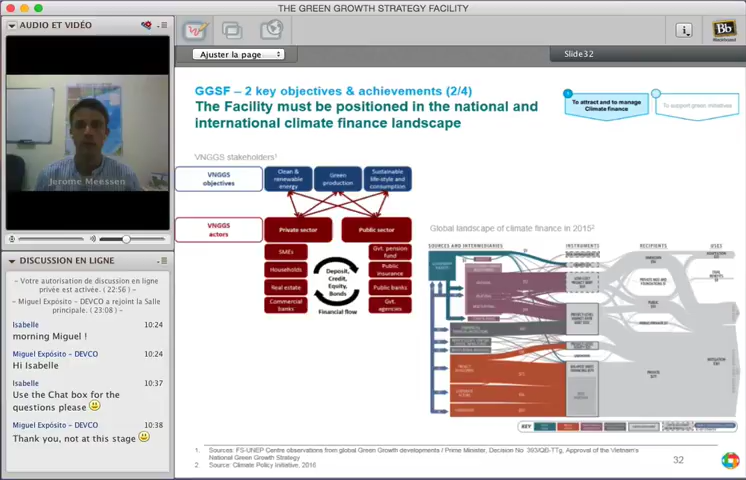 THE GREEN GROWTH STRATEGY FACILITY
AUDIO ET VIDÉO
Jerome Meessen
DISCUSSION EN LIGNE
– Votre autorisation de discussion en ligne
privée est activée. ( 22:56) –
– Miguel Expósito – DEVCO a rejoint la Salle
principale. ( 23:08) –
Isabelle 10:24
morning Miguel !
Miguel Expósito – DEVCO 10:24
Hi Isabelle
Isabelle 10:37
Use the Chat box for the
questions please
Miguel Expósito – DEVCO 10:38
Thank you, not at this stage
Ajuster la page
Slide32
GGSF – 2 key objectives & achievements (2/4)
The Facility must be positioned in the national and
international climate finance landscape
1
To attract and to manage
Climate finance
To support green initiatives
VNGGS stakeholders1
VNGGS
objectives
Clean &
renewable
energy
Green
production
Sustainable
life-style and
consumption
VNGGS
actors
Private sector
Public sector
SMEs
Households
Real estate
Commercial
banks
Deposit,
Credit,
Equity,
Bonds
Financial flow
Gvt. pension
fund
Public
insurance
Public banks
Gvt.
agencies
Global landscape of climate finance in 20152
SOURCES AND INTERMEDIARIES
INSTRUMENTS
RECIPIENTS
USES
KEY
1. Sources: FS-UNEP Centre observations from global Green Growth developments / Prime Minister, Decision No. 393/QĐ-TTg, Approval of the Vietnam's
National Green Growth Strategy
2 Source: Climate Policy Initiative, 2016
32